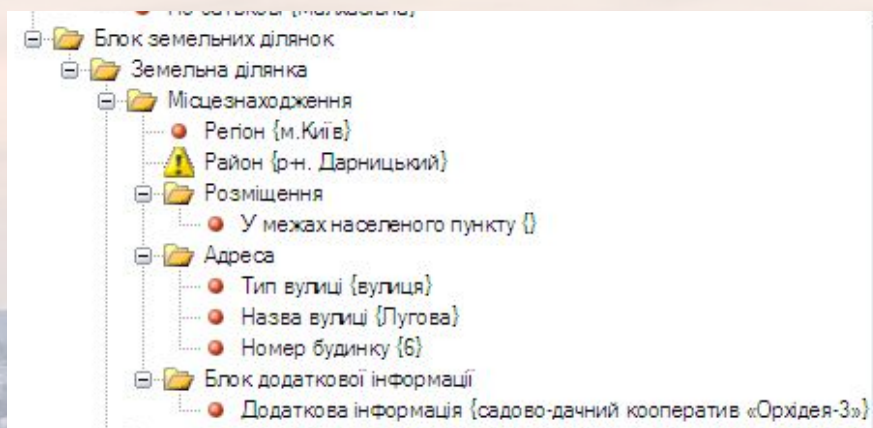 Блок земельних ділянок
Земельна ділянка
Місцезнаходження
Регіон {м.Київ}
Район {р-н. Дарницький}
Розміщення
У межах населеного пункту {}
Адреса
Тип вулиці {вулиця}
Назва вулиці {Лугова}
Номер будинку {6}
Блок додаткової інформації
Додаткова інформація {садово-дачний кооператив «Орхідея-3»}